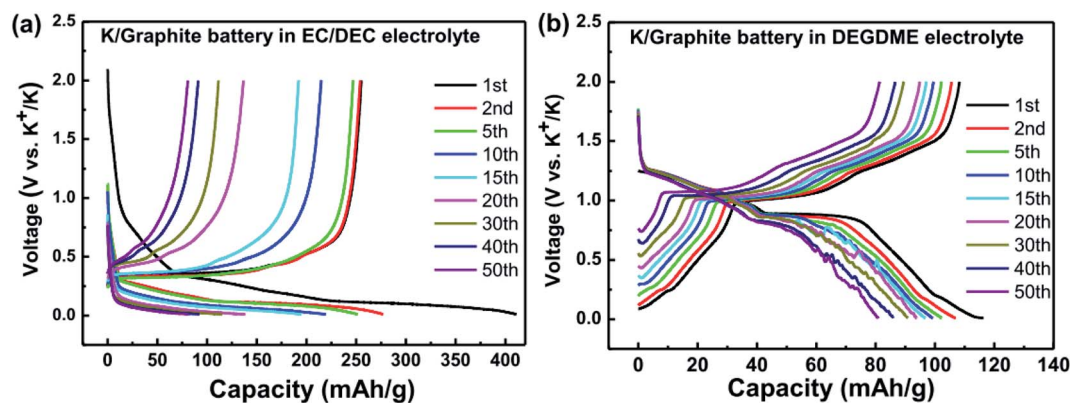 (a)
K/Graphite battery in EC/DEC electrolyte
Voltage (V vs. K⁺/K)
2.5
2.0
1.5
1.0
0.5
0.0
1st
2nd
5th
10th
15th
20th
30th
40th
50th
0 50 100 150 200 250 300 350 400
Capacity (mAh/g)
(b)
K/Graphite battery in DEGDME electrolyte
Voltage (V vs. K⁺/K)
2.5
2.0
1.5
1.0
0.5
0.0
1st
2nd
5th
10th
15th
20th
30th
40th
50th
0 20 40 60 80 100 120 140
Capacity (mAh/g)